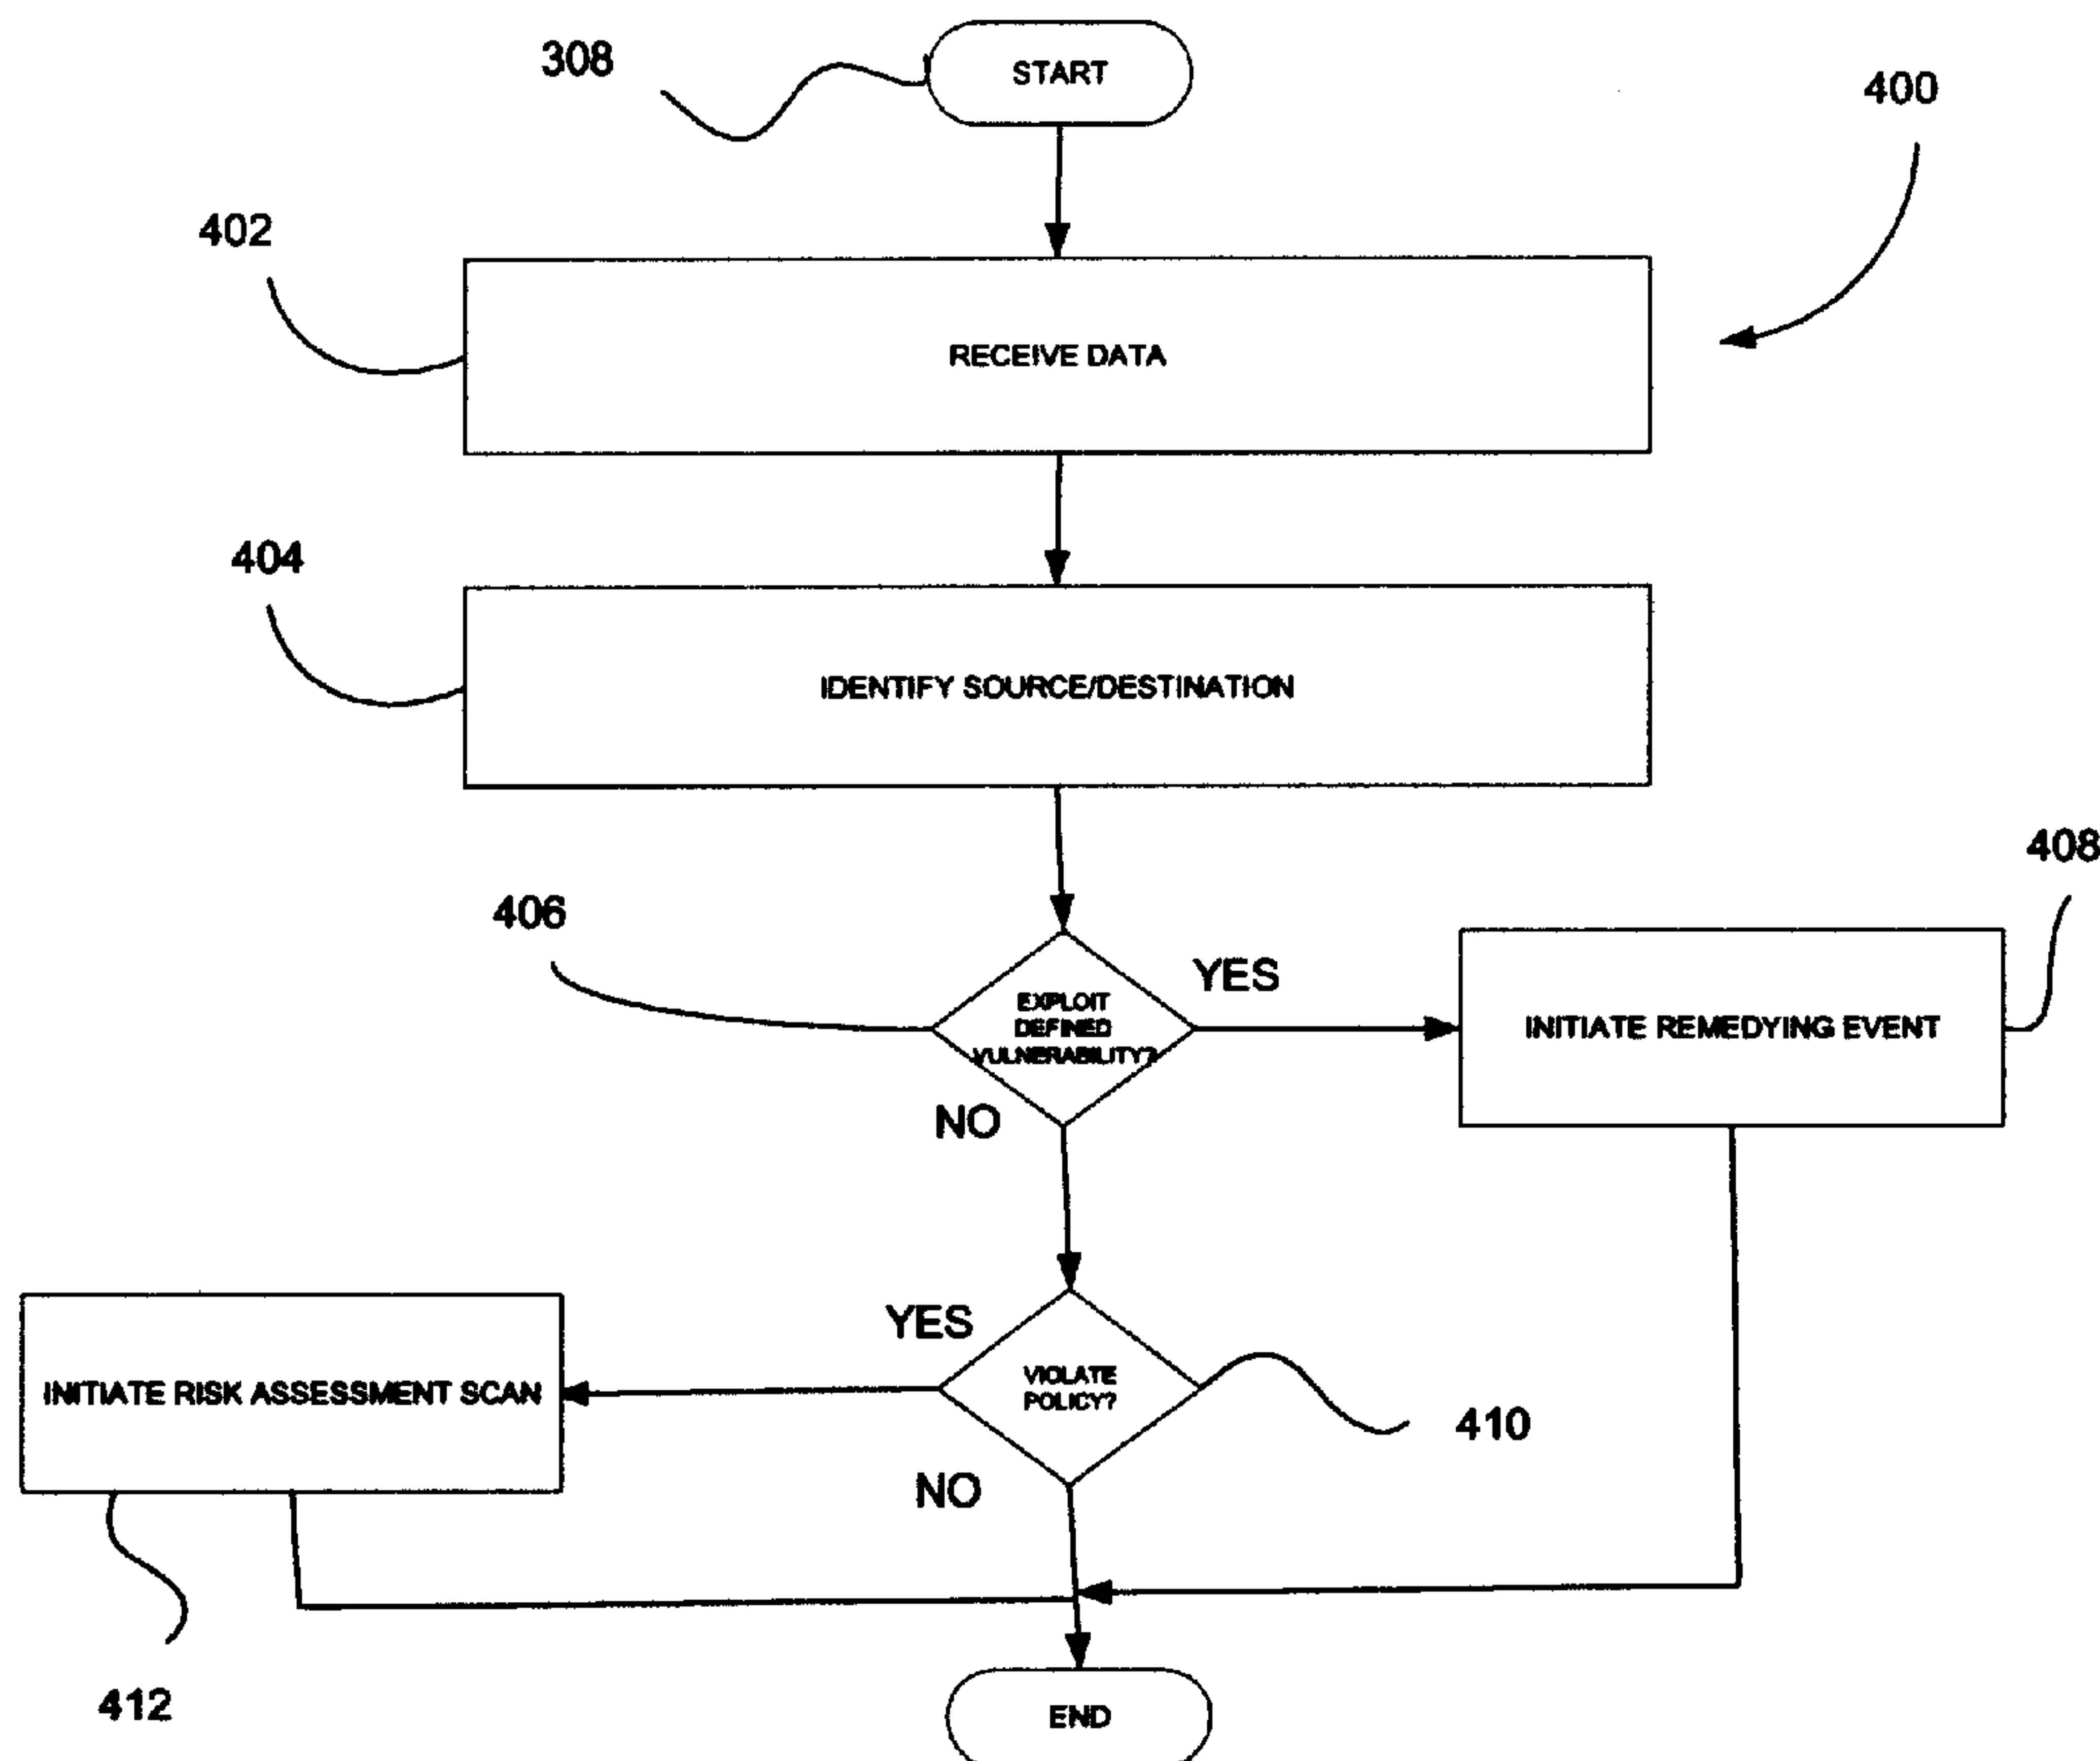 308
START
400
402
RECEIVE DATA
404
IDENTIFY SOURCE/DESTINATION
406
EXPLOIT
DEFINED
VULNERABILITY?
YES
NO
408
INITIATE REMEDYING EVENT
YES
VIOLATE
POLICY?
NO
410
INITIATE RISK ASSESSMENT SCAN
412
END